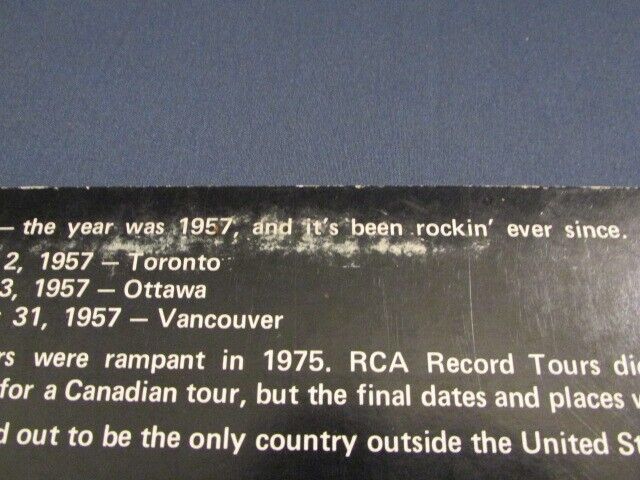 — the year was 1957, and it's been rockin' ever since.
2, 1957 — Toronto
3, 1957 — Ottawa
31, 1957 — Vancouver
rs were rampant in 1975. RCA Record Tours di
for a Canadian tour, but the final dates and places w
d out to be the only country outside the United St